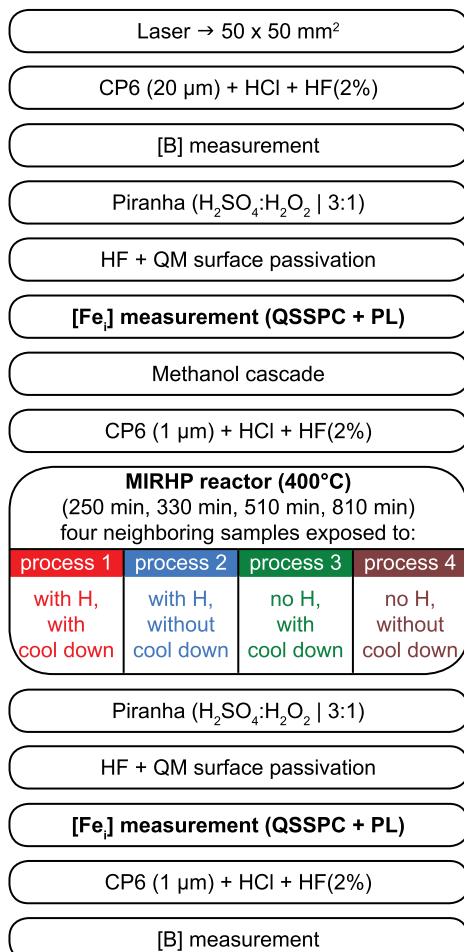 Laser → 50 x 50 mm²
CP6 (20 μm) + HCl + HF(2%)
[B] measurement
Piranha (H₂SO₄:H₂O₂ | 3:1)
HF + QM surface passivation
[Feᵢ] measurement (QSSPC + PL)
Methanol cascade
CP6 (1 μm) + HCl + HF(2%)
MIRHP reactor (400°C)
(250 min, 330 min, 510 min, 810 min)
four neighboring samples exposed to:
process 1 process 2 process 3 process 4
with H, with H, no H, no H,
with without with without
cool down cool down cool down cool down
Piranha (H₂SO₄:H₂O₂ | 3:1)
HF + QM surface passivation
[Feᵢ] measurement (QSSPC + PL)
CP6 (1 μm) + HCl + HF(2%)
[B] measurement